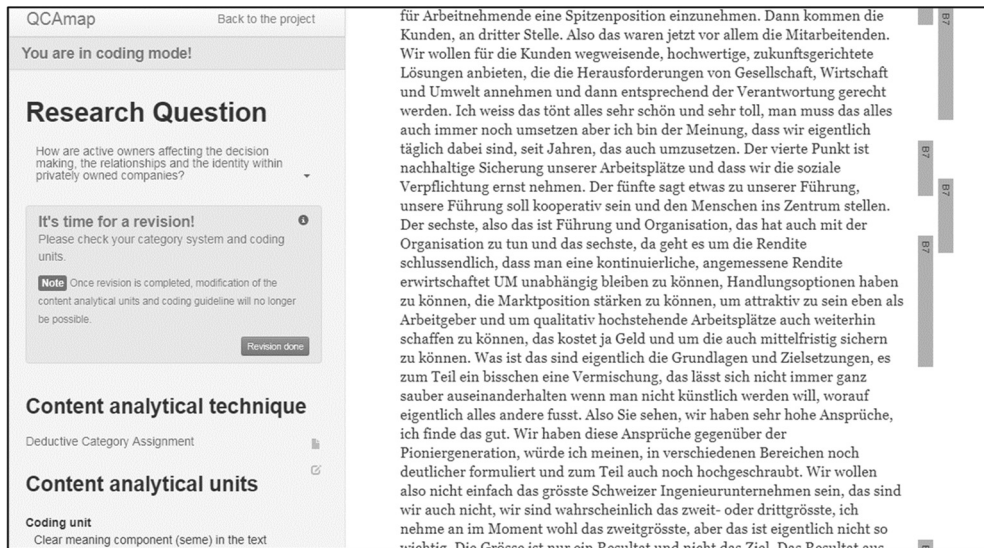 QCAmap
Back to the project
You are in coding mode!
Research Question
How are active owners affecting the decision
making, the relationships and the identity within
privately owned companies?
It's time for a revision!
Please check your category system and coding
units.
Note Once revision is completed, modification of the
content analytical units and coding guideline will no longer
be possible.
Revision done
Content analytical technique
Deductive Category Assignment
Content analytical units
Coding unit
Clear meaning component (seme) in the text
für Arbeitnehmende eine Spitzenposition einzunehmen. Dann kommen die
Kunden, an dritter Stelle. Also das waren jetzt vor allem die Mitarbeitenden.
Wir wollen für die Kunden wegweisende, hochwertige, zukunftsgerichtete
Lösungen anbieten, die die Herausforderungen von Gesellschaft, Wirtschaft
und Umwelt annehmen und dann entsprechend der Verantwortung gerecht
werden. Ich weiss das tönt alles sehr schön und sehr toll, man muss das alles
auch immer noch umsetzen aber ich bin der Meinung, dass wir eigentlich
täglich dabei sind, seit Jahren, das auch umzusetzen. Der vierte Punkt ist
nachhaltige Sicherung unserer Arbeitsplätze und dass wir die soziale
Verpflichtung ernst nehmen. Der fünfte sagt etwas zu unserer Führung,
unsere Führung soll kooperativ sein und den Menschen ins Zentrum stellen.
Der sechste, also das ist Führung und Organisation, das hat auch mit der
Organisation zu tun und das sechste, da geht es um die Rendite
schlussendlich, dass man eine kontinuierliche, angemessene Rendite
erwirtschaftet UM unabhängig bleiben zu können, Handlungsoptionen haben
zu können, die Marktposition stärken zu können, um attraktiv zu sein eben als
Arbeitgeber und um qualitativ hochstehende Arbeitsplätze auch weiterhin
schaffen zu können, das kostet ja Geld und um die auch mittelfristig sichern
zu können. Was ist das sind eigentlich die Grundlagen und Zielsetzungen, es
zum Teil ein bisschen eine Vermischung, das lässt sich nicht immer ganz
sauber auseinanderhalten wenn man nicht künstlich werden will, worauf
eigentlich alles andere fusst. Also Sie sehen, wir haben sehr hohe Ansprüche,
ich finde das gut. Wir haben diese Ansprüche gegenüber der
Pioniergeneration, würde ich meinen, in verschiedenen Bereichen noch
deutlicher formuliert und zum Teil auch noch hochgeschraubt. Wir wollen
also nicht einfach das grösste Schweizer Ingenieurunternehmen sein, das sind
wir auch nicht, wir sind wahrscheinlich das zweit- oder drittgrösste, ich
nehme an im Moment wohl das zweitgrösste, aber das ist eigentlich nicht so
wichtig. Die Grösse ist nur ein Resultat und nicht das Ziel. Das Resultat aus
B7
B7
B7
B7